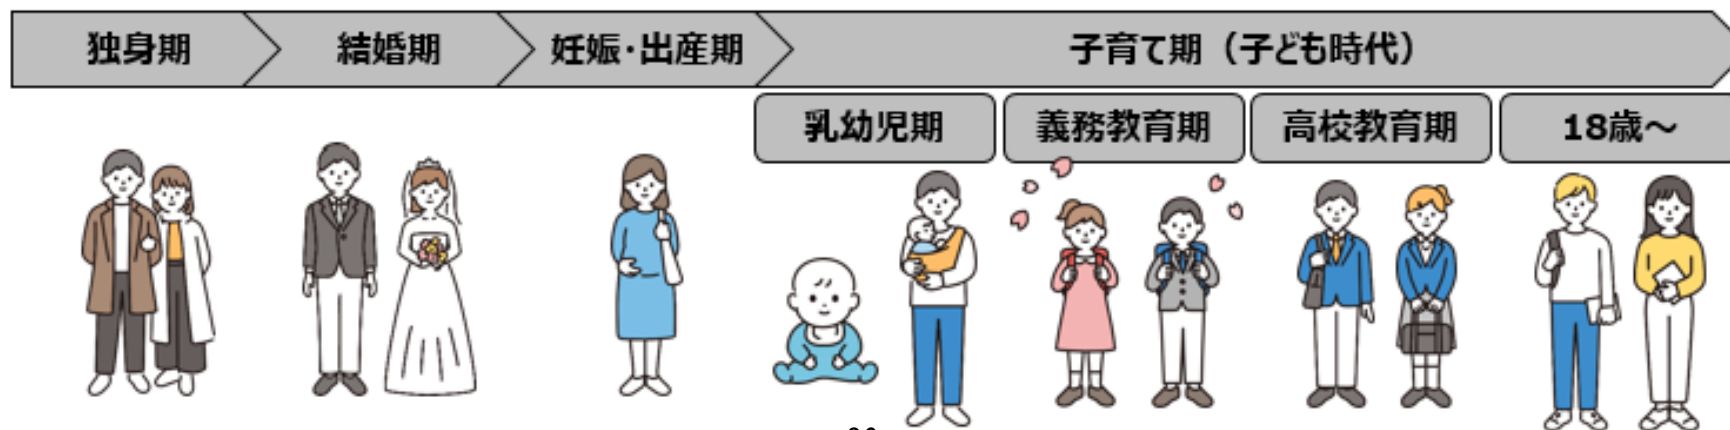 独身期
結婚期
妊娠・出産期
子育て期（子ども時代）
乳幼児期
義務教育期
高校教育期
18歳～